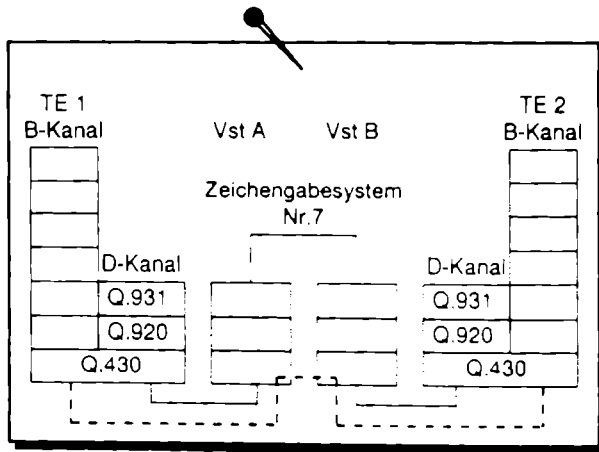 TE 1
B-Kanal
Vst A
Vst B
TE 2
B-Kanal
Zeichengabesystem
Nr.7
D-Kanal
Q.931
Q.920
Q.430
D-Kanal
Q.931
Q.920
Q.430